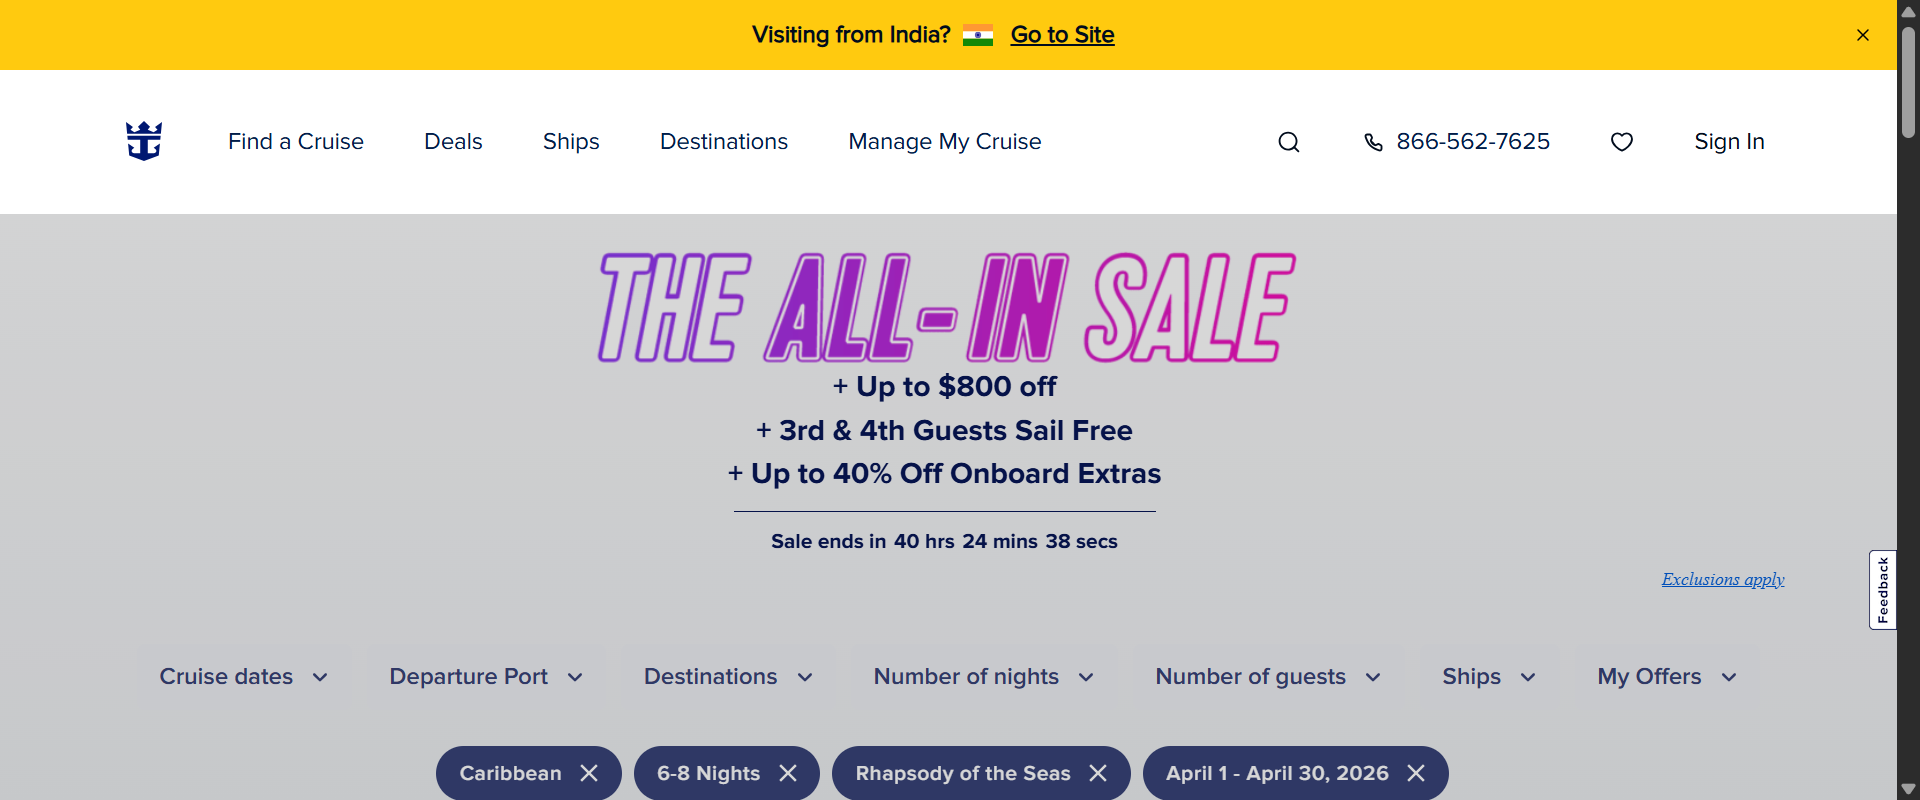 Visiting from India? Go to Site
Find a Cruise Deals Ships Destinations Manage My Cruise 866-562-7625 Sign In
THE ALL-IN SALE
+ Up to $800 off
+ 3rd & 4th Guests Sail Free
+ Up to 40% Off Onboard Extras
Sale ends in 40 hrs 24 mins 38 secs
Exclusions apply
Feedback
Cruise dates Departure Port Destinations Number of nights Number of guests Ships My Offers
Caribbean 6-8 Nights Rhapsody of the Seas April 1 - April 30, 2026